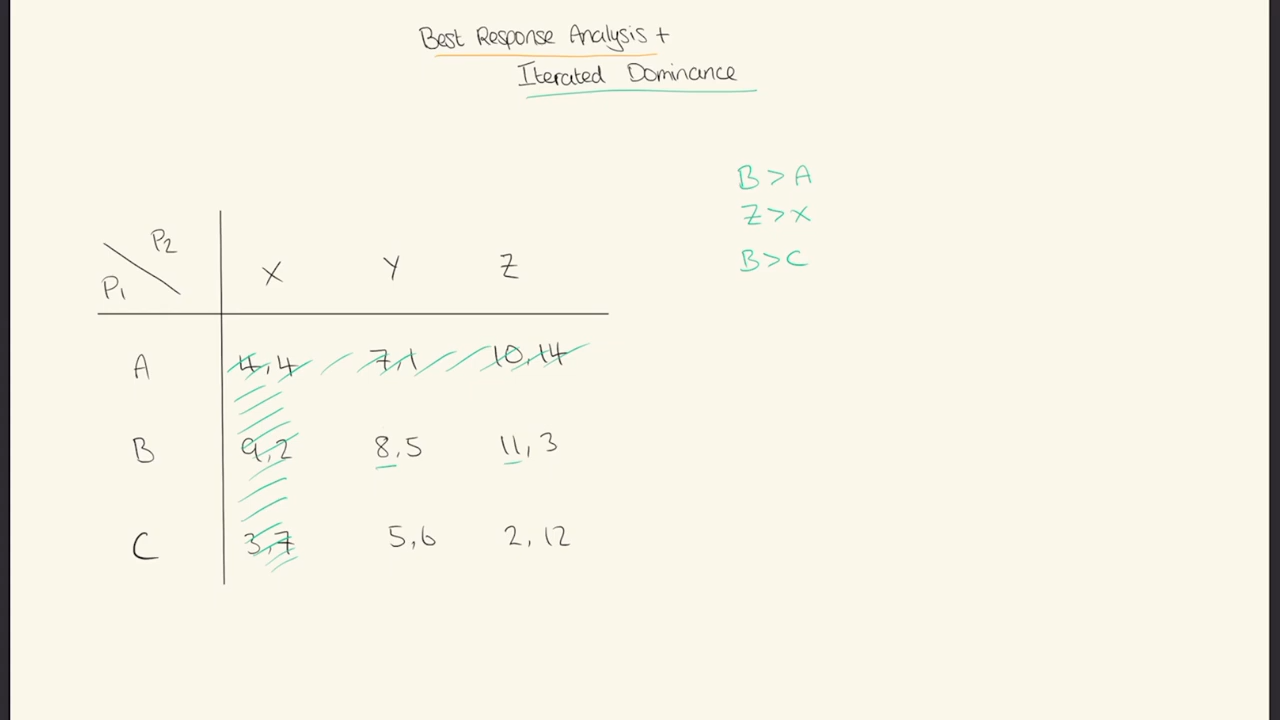 Best Response Analysis +
Iterated Dominance
B > A
Z > X
B > C
P2
P1
X Y Z
A 4,4 7,1 10,14
B 9,2 8,5 11,3
C 3,7 5,6 2,12